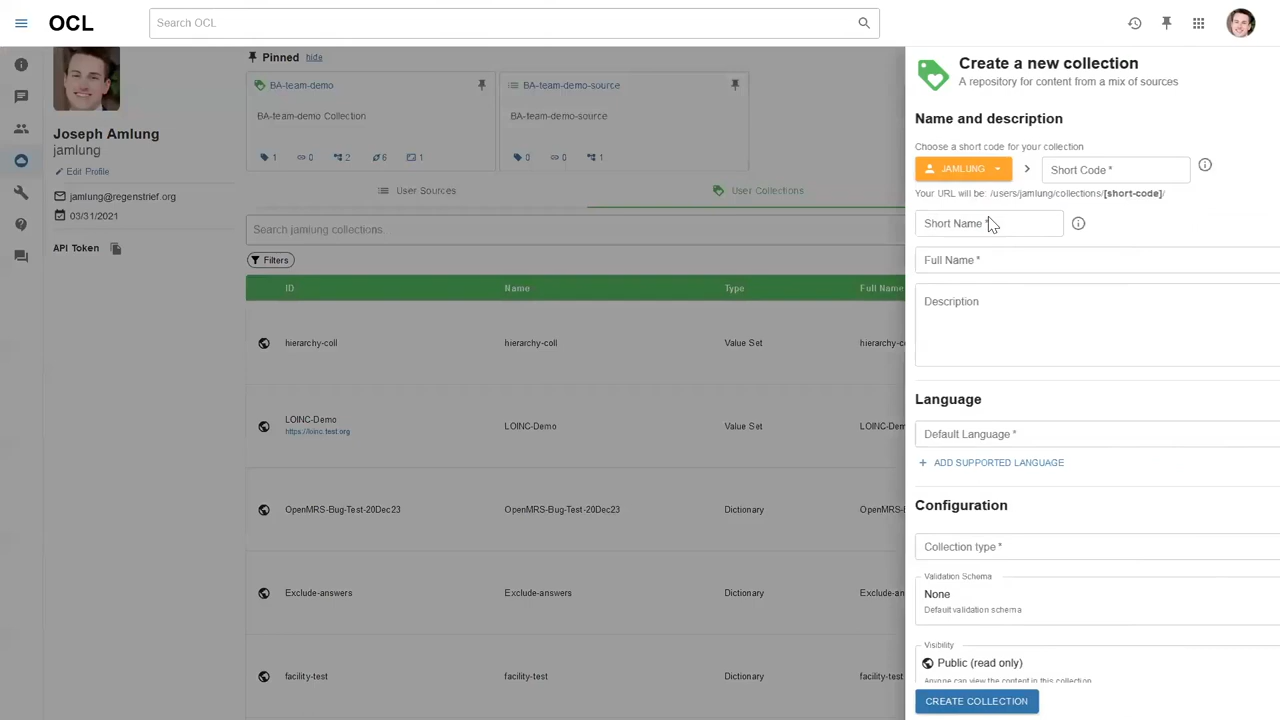 OCL
Search OCL
Joseph Amlung
jamlung
Edit Profile
jamlung@regenstrief.org
03/31/2021
API Token
Pinned hide
BA-team-demo
BA-team-demo Collection
1 0 2 6 1
BA-team-demo-source
BA-team-demo-source
0 0 1
User Sources
User Collections
Search jamlung collections
Filters
ID Name Type Full Name
hierarchy-coll hierarchy-coll Value Set hierarchy-c
LOINC-Demo LOINC-Demo Value Set LOINC-Dem
https://loinc.test.org
OpenMRS-Bug-Test-20Dec23 OpenMRS-Bug-Test-20Dec23 Dictionary OpenMRS-
Exclude-answers Exclude-answers Dictionary Exclude-an
facility-test facility-test Dictionary facility-test
Create a new collection
A repository for content from a mix of sources
Name and description
Choose a short code for your collection
JAMLUNG
Short Code *
Your URL will be: /users/jamlung/collections/[short-code]/
Short Name *
Full Name *
Description
Language
Default Language *
+ ADD SUPPORTED LANGUAGE
Configuration
Collection type *
Validation Schema
None
Default validation schema
Visibility
Public (read only)
Anyone can view the content in this collection
CREATE COLLECTION